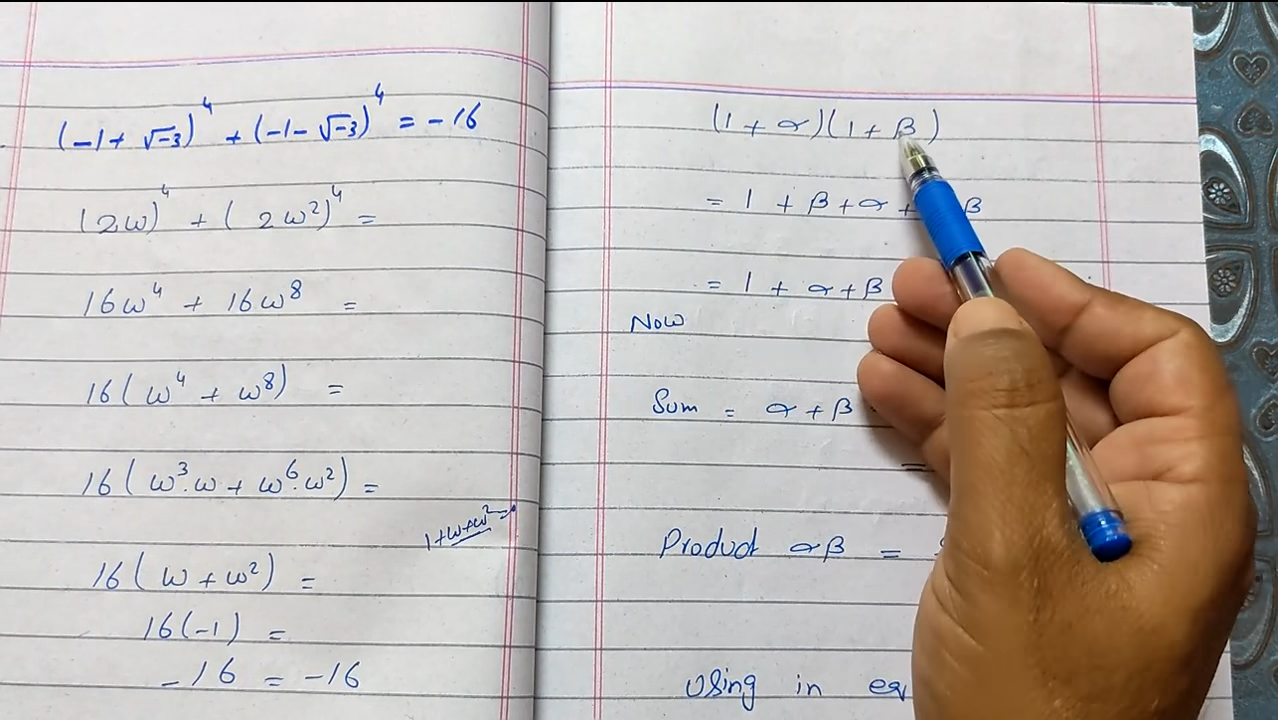 (-1+ √-3)⁴ + (-1-√-3)⁴ = -16
(2ω)⁴ + (2ω²)⁴ =
16ω⁴ + 16ω⁸ =
16(ω⁴ + ω⁸) =
16(ω³.ω + ω⁶.ω²) =
1+ω+ω²=
16(ω+ω²) =
16(-1) =
-16 = -16
(1+α)(1+β)
= 1 + β+α+ β
= 1 + α+β
Now
Sum = α+β
=
Product αβ =
Using in